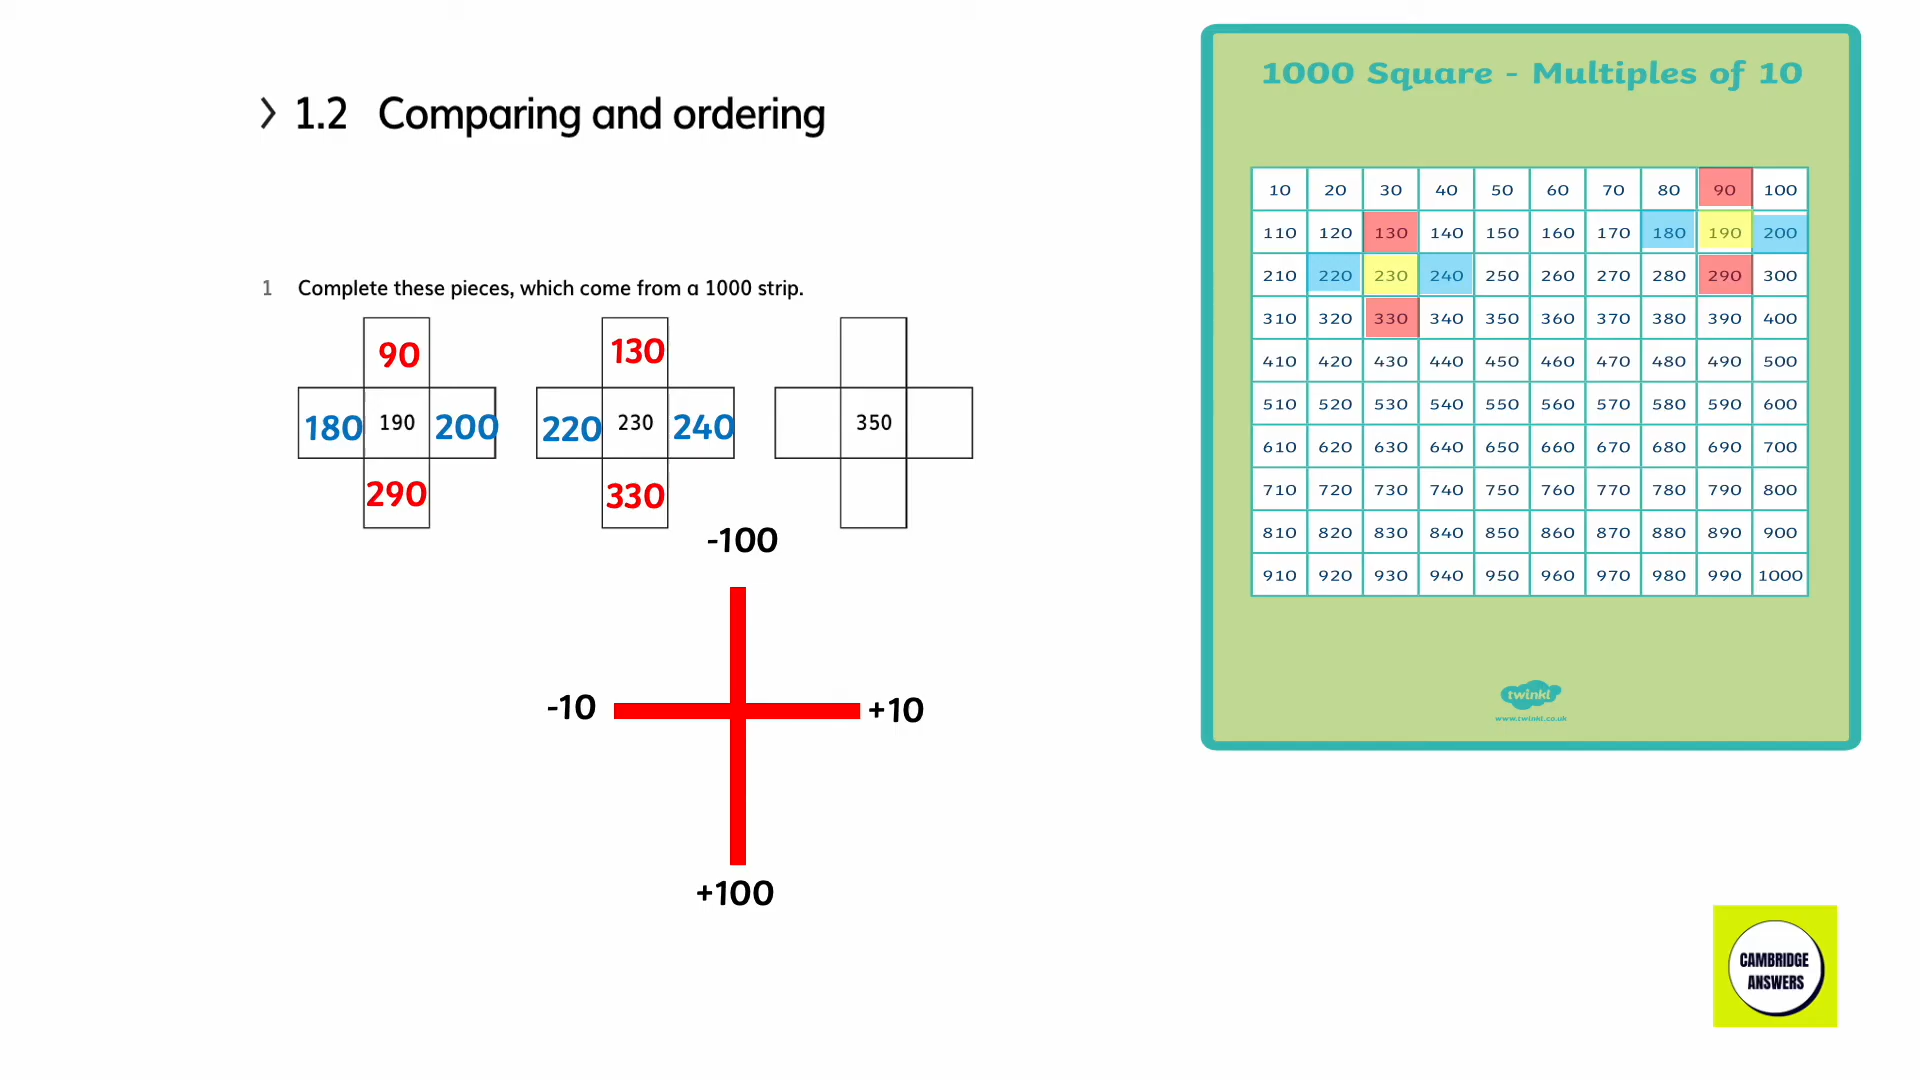 1000 Square - Multiples of 10
1.2 Comparing and ordering
1 Complete these pieces, which come from a 1000 strip.
90
180 190 200
290
130
220 230 240
330
350
-100
-10 +10
+100
10 20 30 40 50 60 70 80 90 100
110 120 130 140 150 160 170 180 190 200
210 220 230 240 250 260 270 280 290 300
310 320 330 340 350 360 370 380 390 400
410 420 430 440 450 460 470 480 490 500
510 520 530 540 550 560 570 580 590 600
610 620 630 640 650 660 670 680 690 700
710 720 730 740 750 760 770 780 790 800
810 820 830 840 850 860 870 880 890 900
910 920 930 940 950 960 970 980 990 1000
twinkl
www.twinkl.co.uk
CAMBRIDGE
ANSWERS